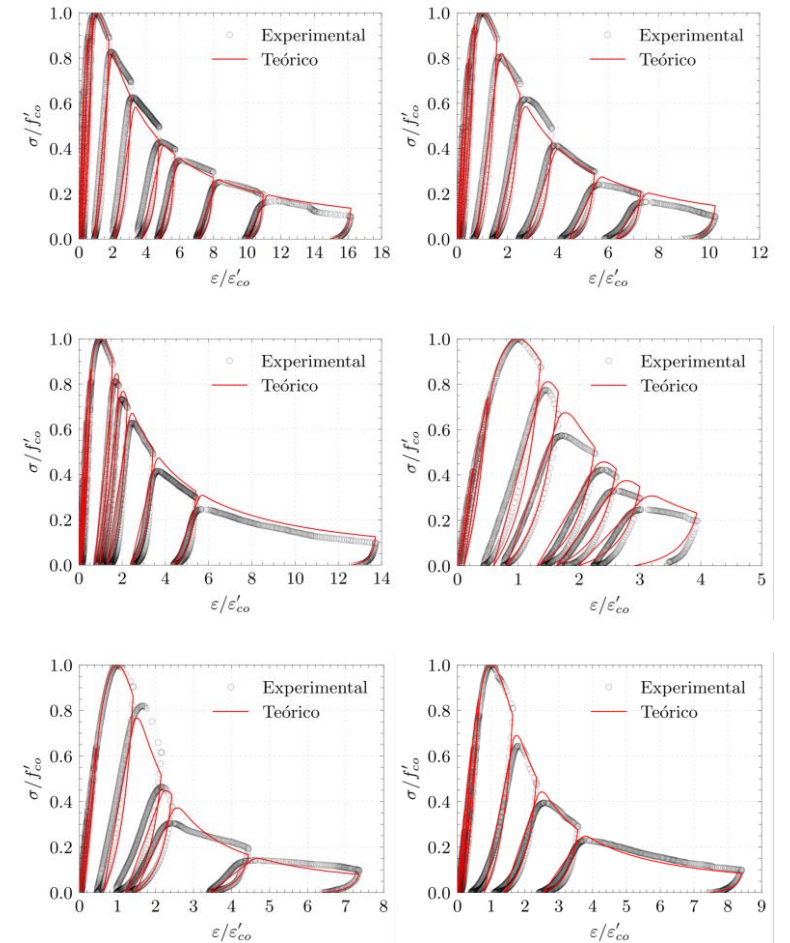 1.0
0.8
0.6
0.4
0.2
0.0
σ/f′co
Experimental
Teórico
0 2 4 6 8 10 12 14 16 18
ε/ε′co
1.0
0.8
0.6
0.4
0.2
0.0
σ/f′co
Experimental
Teórico
0 2 4 6 8 10 12
ε/ε′co
1.0
0.8
0.6
0.4
0.2
0.0
σ/f′co
Experimental
Teórico
0 2 4 6 8 10 12 14
ε/ε′co
1.0
0.8
0.6
0.4
0.2
0.0
σ/f′co
Experimental
Teórico
0 1 2 3 4 5
ε/ε′co
1.0
0.8
0.6
0.4
0.2
0.0
σ/f′co
Experimental
Teórico
0 1 2 3 4 5 6 7 8
ε/ε′co
1.0
0.8
0.6
0.4
0.2
0.0
σ/f′co
Experimental
Teórico
0 1 2 3 4 5 6 7 8 9
ε/ε′co